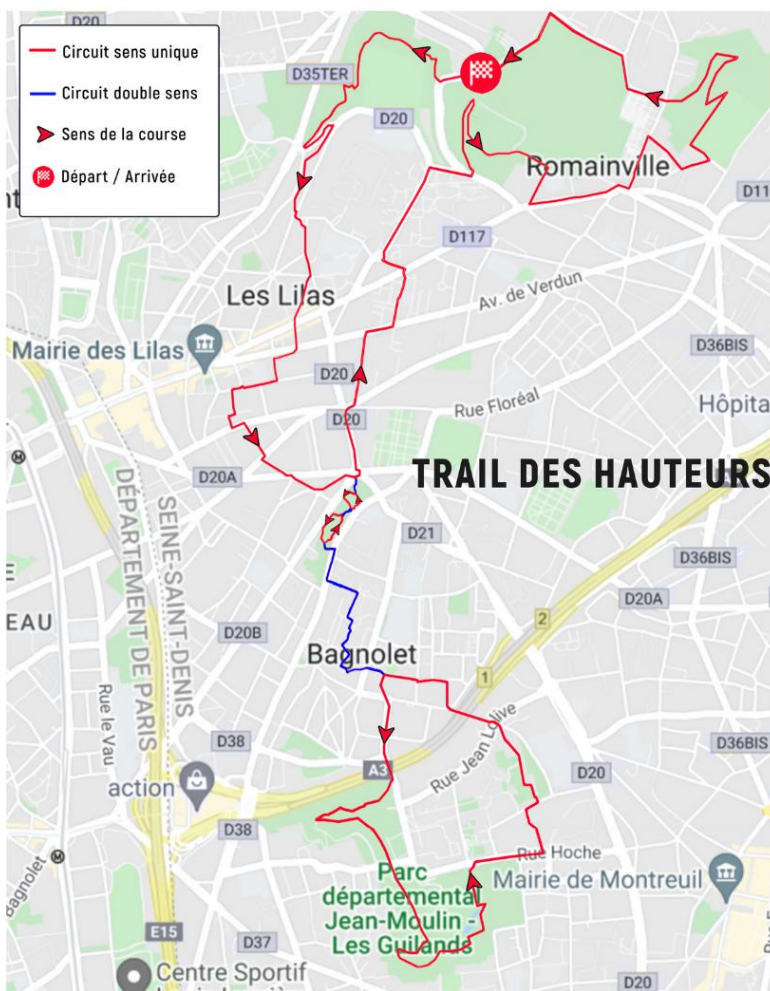 D20
Circuit sens unique
Circuit double sens
Sens de la course
Départ / Arrivée
D35TER
D20
Romainville
D11
D117
Les Lilas
Av. de Verdun
Mairie des Lilas
D36BIS
D20
Rue Floréal
Hôpita
D20
D20A
TRAIL DES HAUTEURS
DÉPARTEMENT DE PARIS
SEINE-SAINT-DENIS
D21
D36BIS
D20A
EAU
D20B
2
Bagnolet
1
Rue le Vau
Rue Jean Lolive
D38
D36BIS
A3
D20
action
D38
Rue Hoche
Bagnolet
Parc
départemental
Jean-Moulin -
Les Guilands
Mairie de Montreuil
E15
D37
Centre Sportif
D20